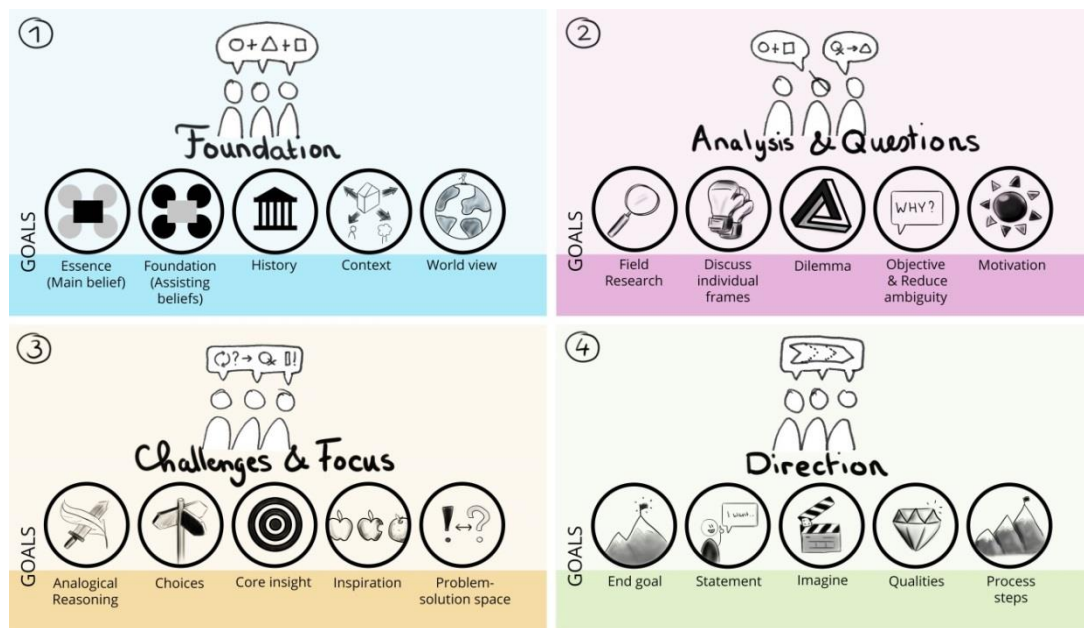 1
Foundation
GOALS
Essence
(Main belief)
Foundation
(Assisting
beliefs)
History
Context
World view
2
Analysis & Questions
GOALS
WHY?
Field
Research
Discuss
individual
frames
Dilemma
Objective
& Reduce
ambiguity
Motivation
3
?
!
Challenges & Focus
GOALS
! ↔ ?
Analogical
Reasoning
Choices
Core insight
Inspiration
Problem-
solution space
4
Direction
GOALS
I want...
End goal
Statement
Imagine
Qualities
Process
steps